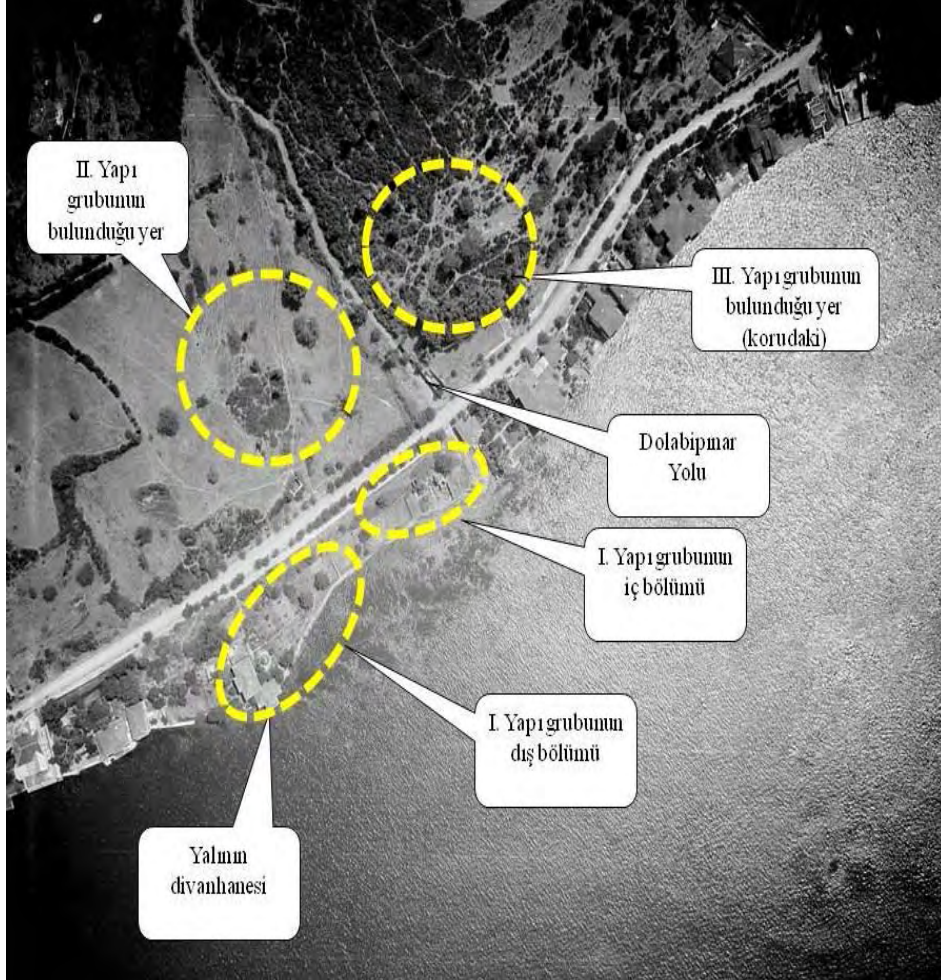 II. Yapı
grubunun
bulunduğu yer
III. Yapı grubunun
bulunduğu yer
(korudaki)
Dolabipınar
Yolu
I. Yapı grubunun
iç bölümü
I. Yapı grubunun
dış bölümü
Yalının
divanhanesi